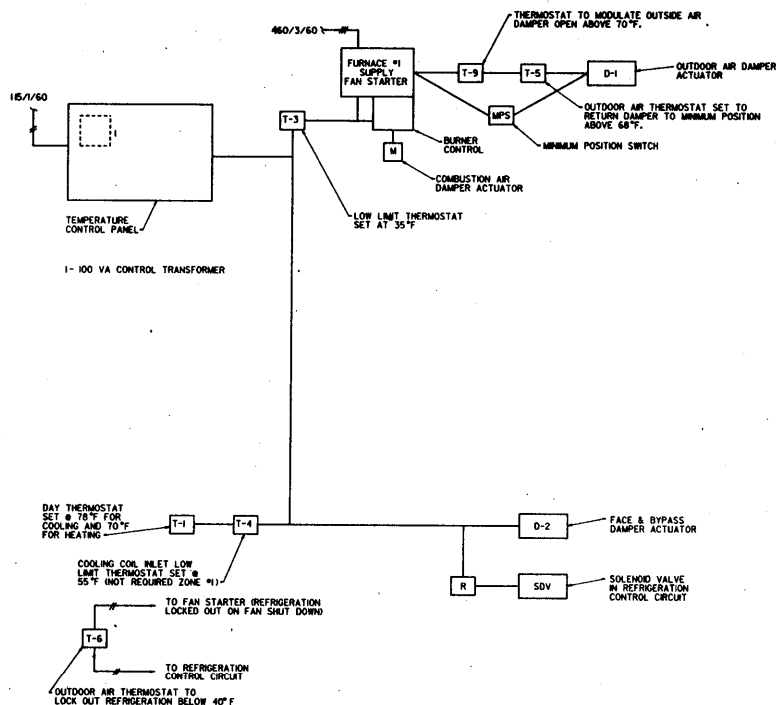 460/3/60
THERMOSTAT TO MODULATE OUTSIDE AIR
DAMPER OPEN ABOVE 70°F.
FURNACE #1
SUPPLY
FAN STARTER
T-9
T-5
D-1
OUTDOOR AIR DAMPER
ACTUATOR
115/1/60
1
T-3
MPS
OUTDOOR AIR THERMOSTAT SET TO
RETURN DAMPER TO MINIMUM POSITION
ABOVE 68°F.
BURNER
CONTROL
MINIMUM POSITION SWITCH
M
COMBUSTION AIR
DAMPER ACTUATOR
TEMPERATURE
CONTROL PANEL
LOW LIMIT THERMOSTAT
SET AT 35°F
1- 100 VA CONTROL TRANSFORMER
DAY THERMOSTAT
SET @ 78°F FOR
COOLING AND 70°F
FOR HEATING
T-1
T-4
D-2
FACE & BYPASS
DAMPER ACTUATOR
COOLING COIL INLET LOW
LIMIT THERMOSTAT SET @
55°F (NOT REQUIRED ZONE #1)
R
SDV
SOLENOID VALVE
IN REFRIGERATION
CONTROL CIRCUIT
TO FAN STARTER (REFRIGERATION
LOCKED OUT ON FAN SHUT DOWN)
T-6
TO REFRIGERATION
CONTROL CIRCUIT
OUTDOOR AIR THERMOSTAT TO
LOCK OUT REFRIGERATION BELOW 40°F